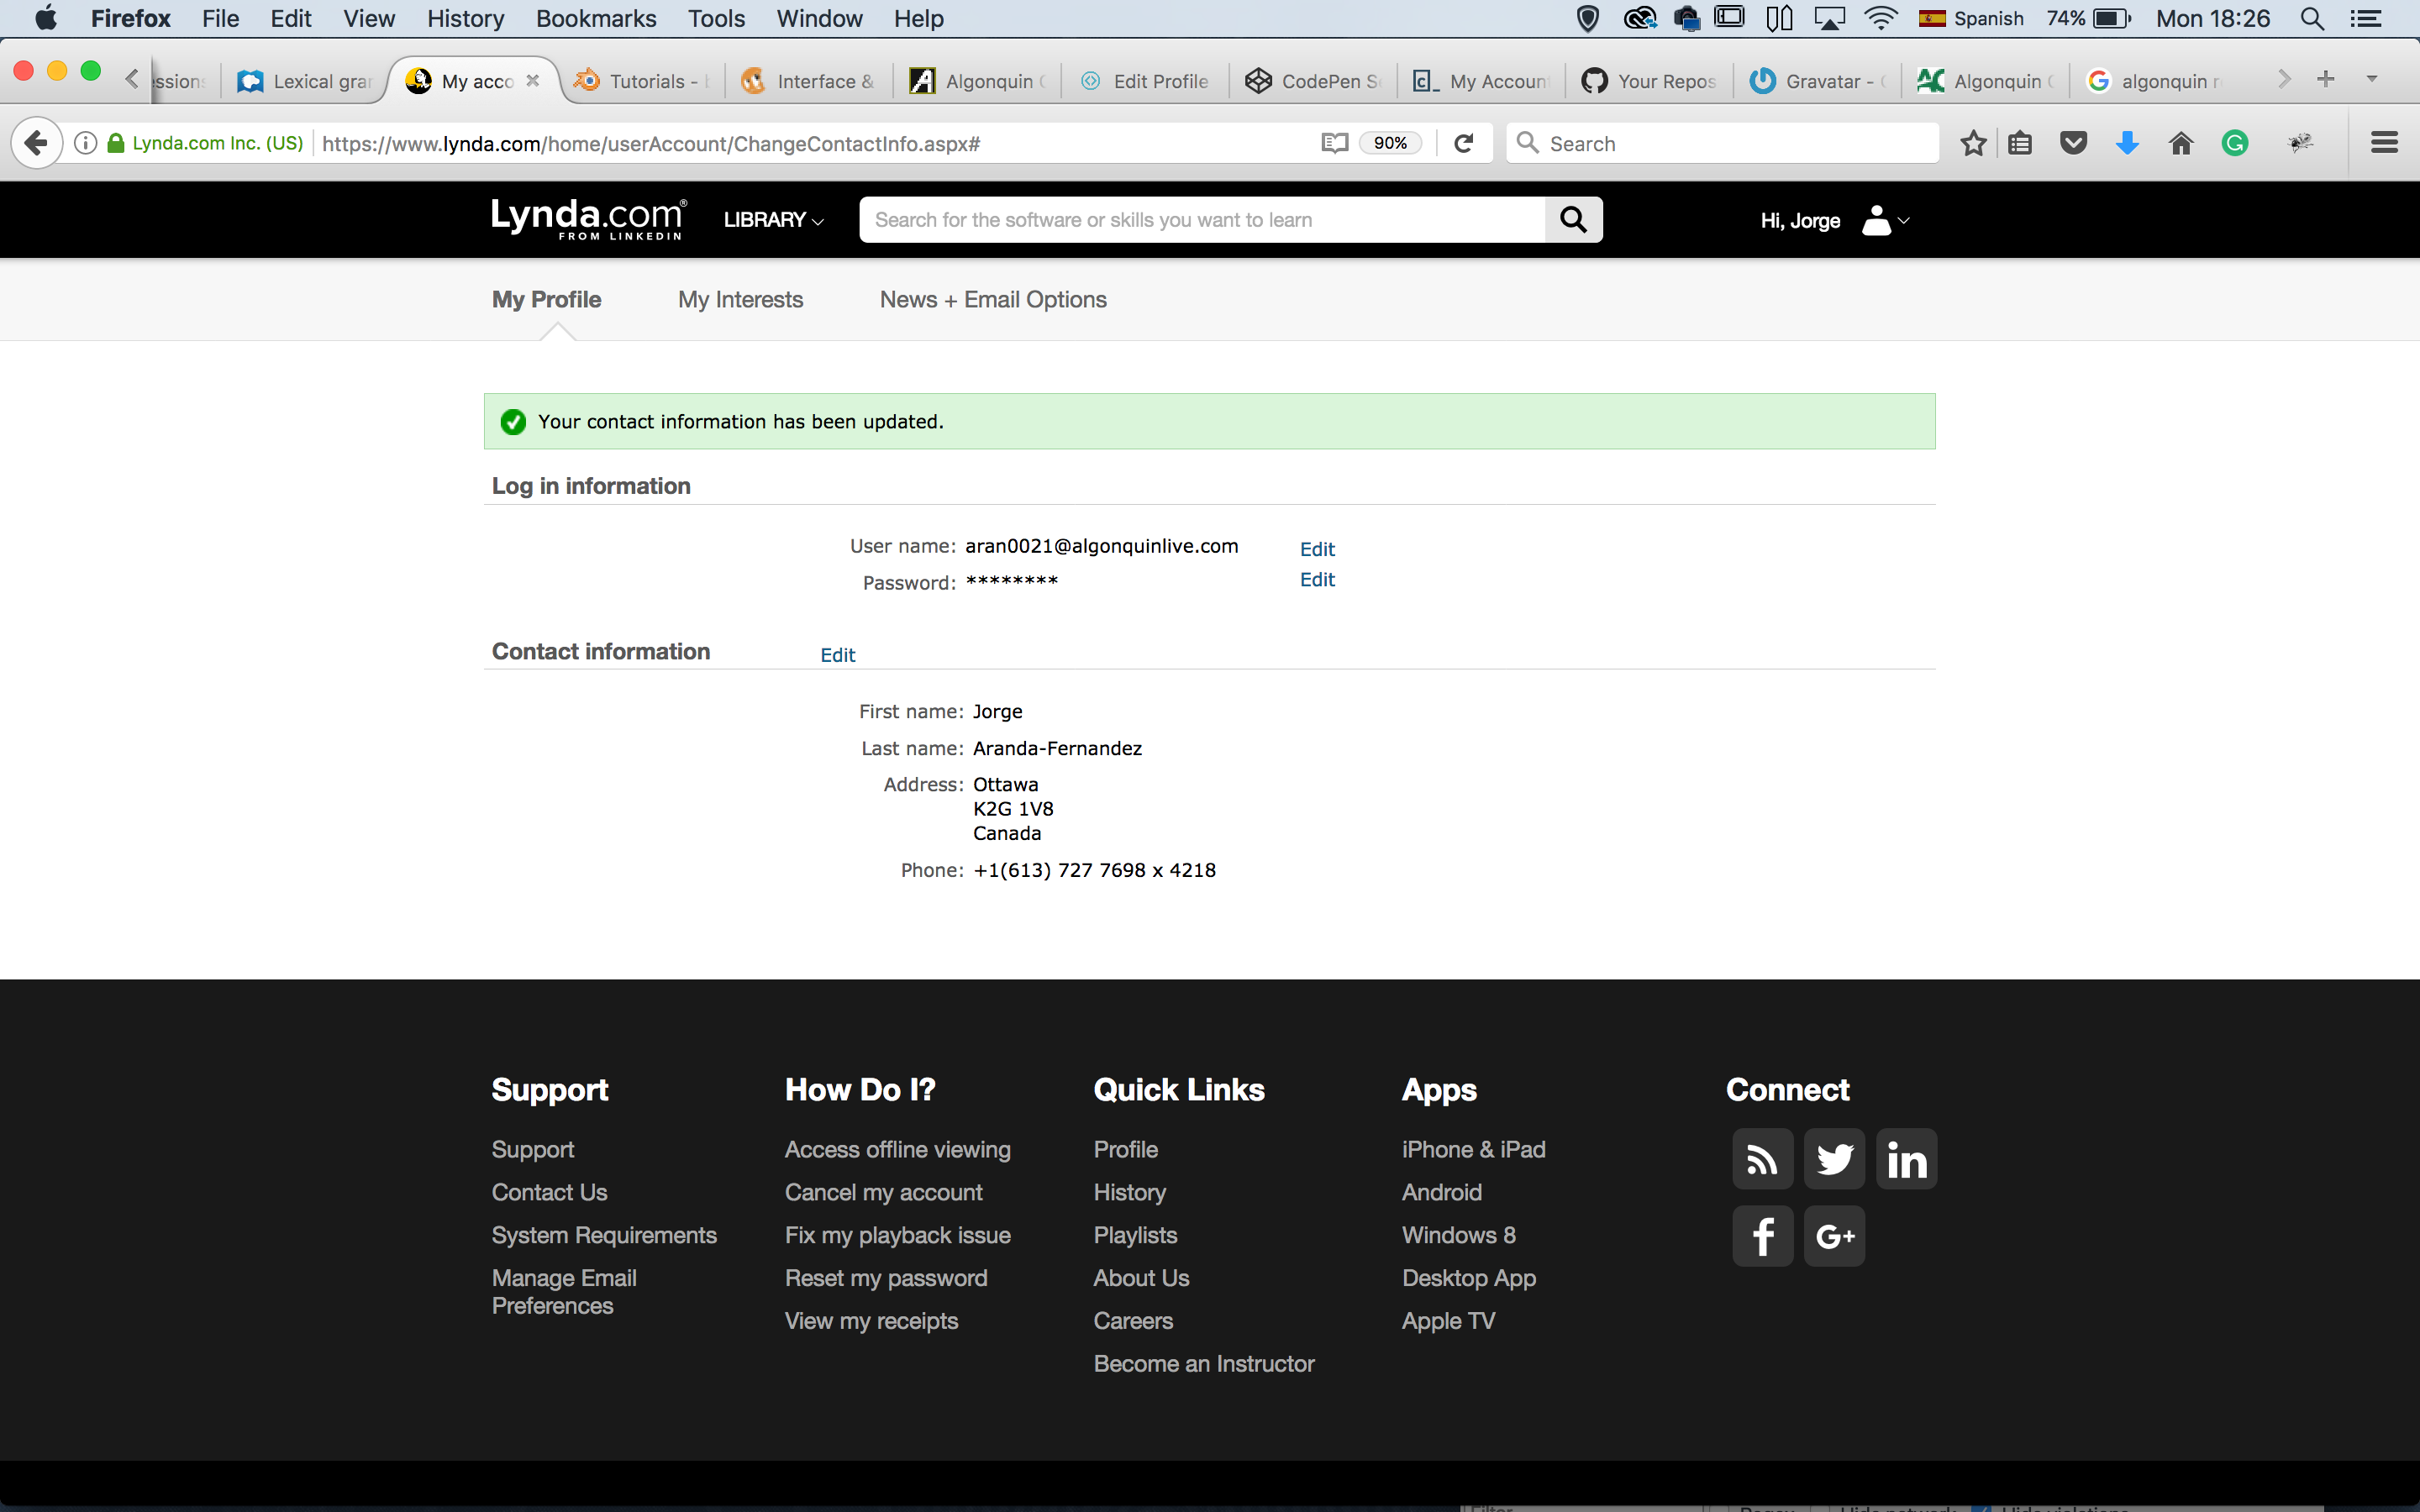 Firefox File Edit View History Bookmarks Tools Window Help Spanish 74% Mon 18:26
Lexical gra My acco Tutorials - Interface & Algonquin Edit Profile CodePen My Accoun Your Repos Gravatar - Algonquin algonquin
Lynda.com Inc. (US) https://www.lynda.com/home/userAccount/ChangeContactInfo.aspx# 90% Search
Lynda.com® LIBRARY Search for the software or skills you want to learn Hi, Jorge
FROM LINKEDIN
My Profile My Interests News + Email Options
Your contact information has been updated.
Log in information
User name: aran0021@algonquinlive.com Edit
Password: ******** Edit
Contact information Edit
First name: Jorge
Last name: Aranda-Fernandez
Address: Ottawa
K2G 1V8
Canada
Phone: +1(613) 727 7698 x 4218
Support
Support
Contact Us
System Requirements
Manage Email
Preferences
How Do I?
Access offline viewing
Cancel my account
Fix my playback issue
Reset my password
View my receipts
Quick Links
Profile
History
Playlists
About Us
Careers
Become an Instructor
Apps
iPhone & iPad
Android
Windows 8
Desktop App
Apple TV
Connect